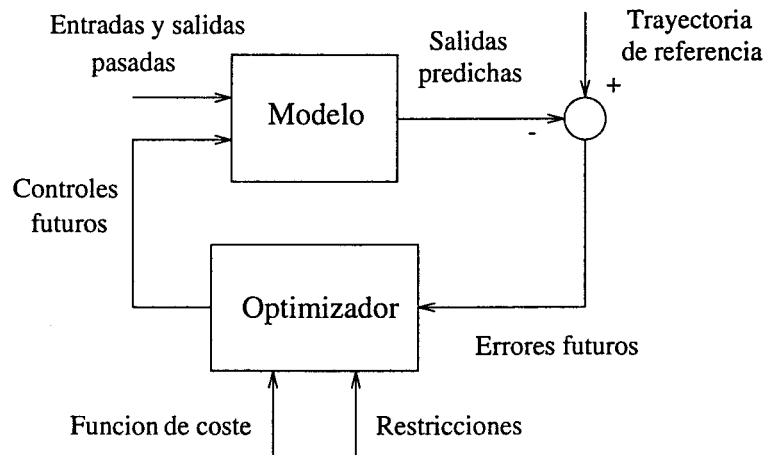 Entradas y salidas
pasadas
Modelo
Salidas
predichas
Trayectoria
de referencia
+
-
Controles
futuros
Optimizador
Errores futuros
Funcion de coste
Restricciones